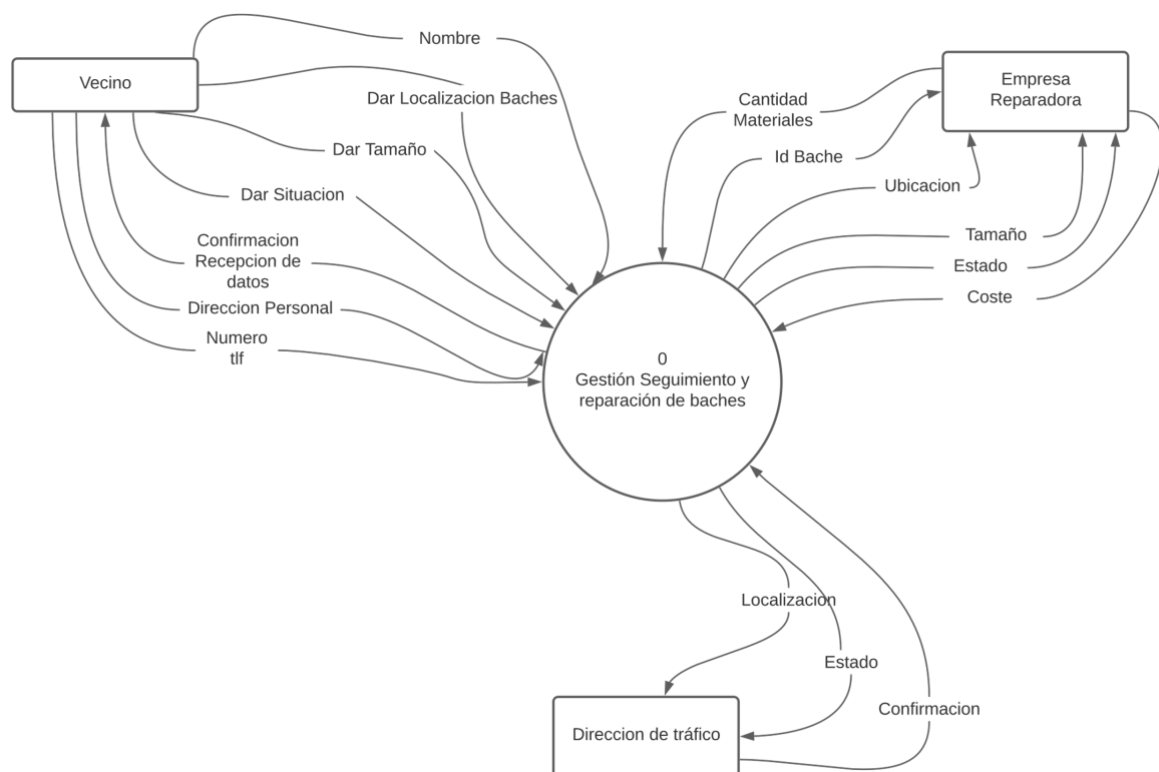 Nombre
Vecino
Dar Localizacion Baches
Dar Tamaño
Dar Situacion
Confirmacion
Recepcion de
datos
Direccion Personal
Numero
tlf
Empresa
Reparadora
Cantidad
Materiales
Id Bache
Ubicacion
Tamaño
Estado
Coste
0
Gestión Seguimiento y
reparación de baches
Localizacion
Estado
Confirmacion
Direccion de tráfico